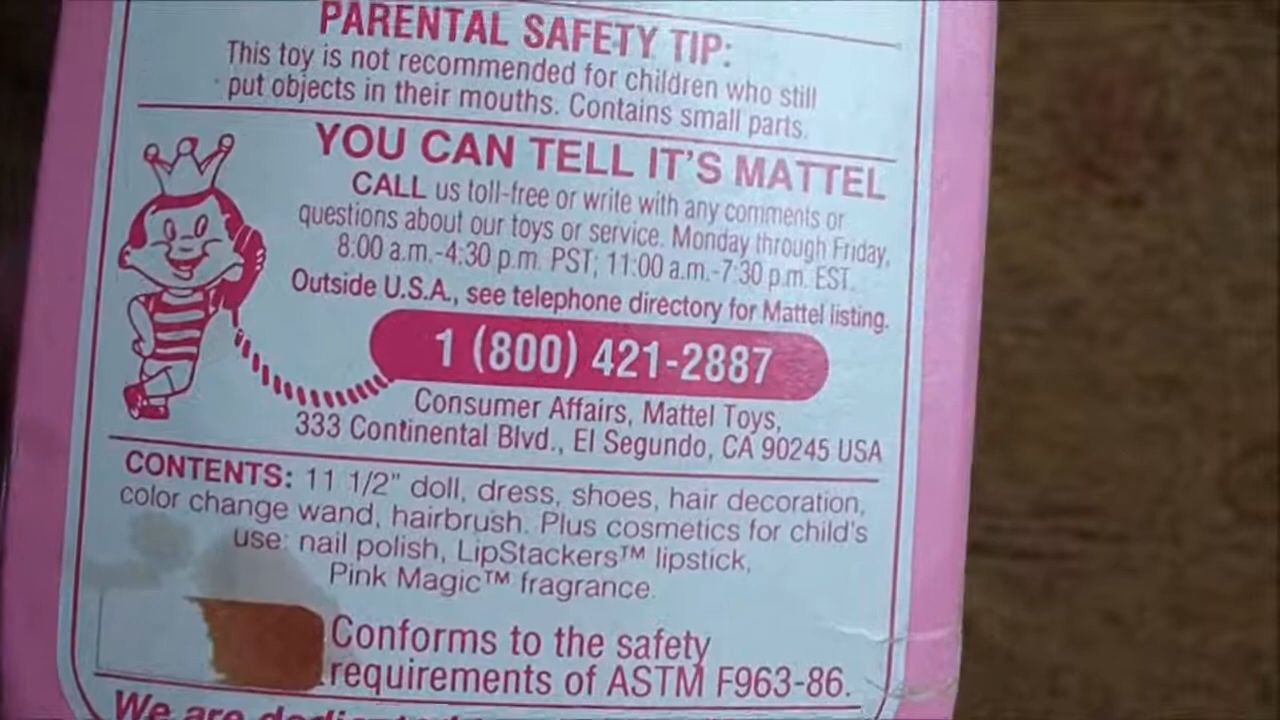 PARENTAL SAFETY TIP:
This toy is not recommended for children who still
put objects in their mouths. Contains small parts.
YOU CAN TELL IT'S MATTEL
CALL us toll-free or write with any comments or
questions about our toys or service. Monday through Friday,
8:00 a.m.-4:30 p.m. PST; 11:00 a.m.-7:30 p.m. EST.
Outside U.S.A., see telephone directory for Mattel listing.
1 (800) 421-2887
Consumer Affairs, Mattel Toys,
333 Continental Blvd., El Segundo, CA 90245 USA
CONTENTS: 11 1/2" doll, dress, shoes, hair decoration,
color change wand, hairbrush. Plus cosmetics for child's
use: nail polish, LipStackers™ lipstick,
Pink Magic™ fragrance.
Conforms to the safety
requirements of ASTM F963-86.
We are